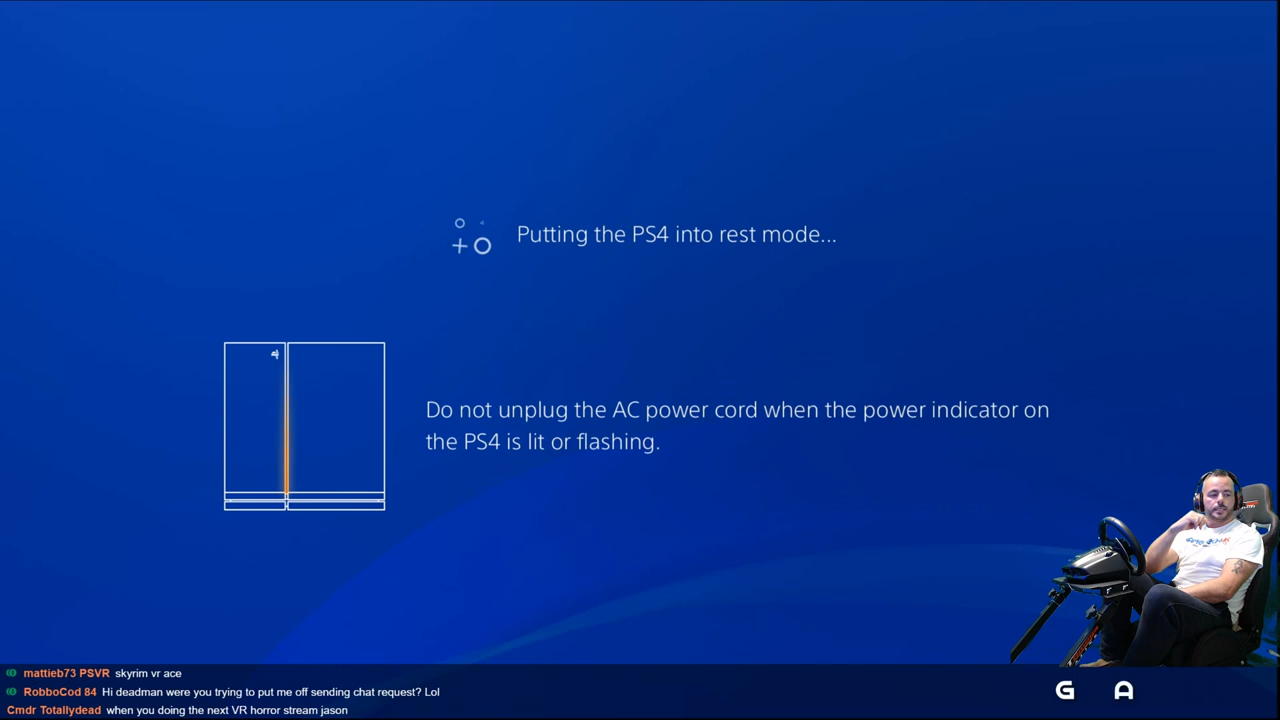 Putting the PS4 into rest mode...
Do not unplug the AC power cord when the power indicator on
the PS4 is lit or flashing.
mattieb73 PSVR skyrim vr ace
RobboCod 84 Hi deadman were you trying to put me off sending chat request? Lol
Cmdr Totallydead when you doing the next VR horror stream jason
G A